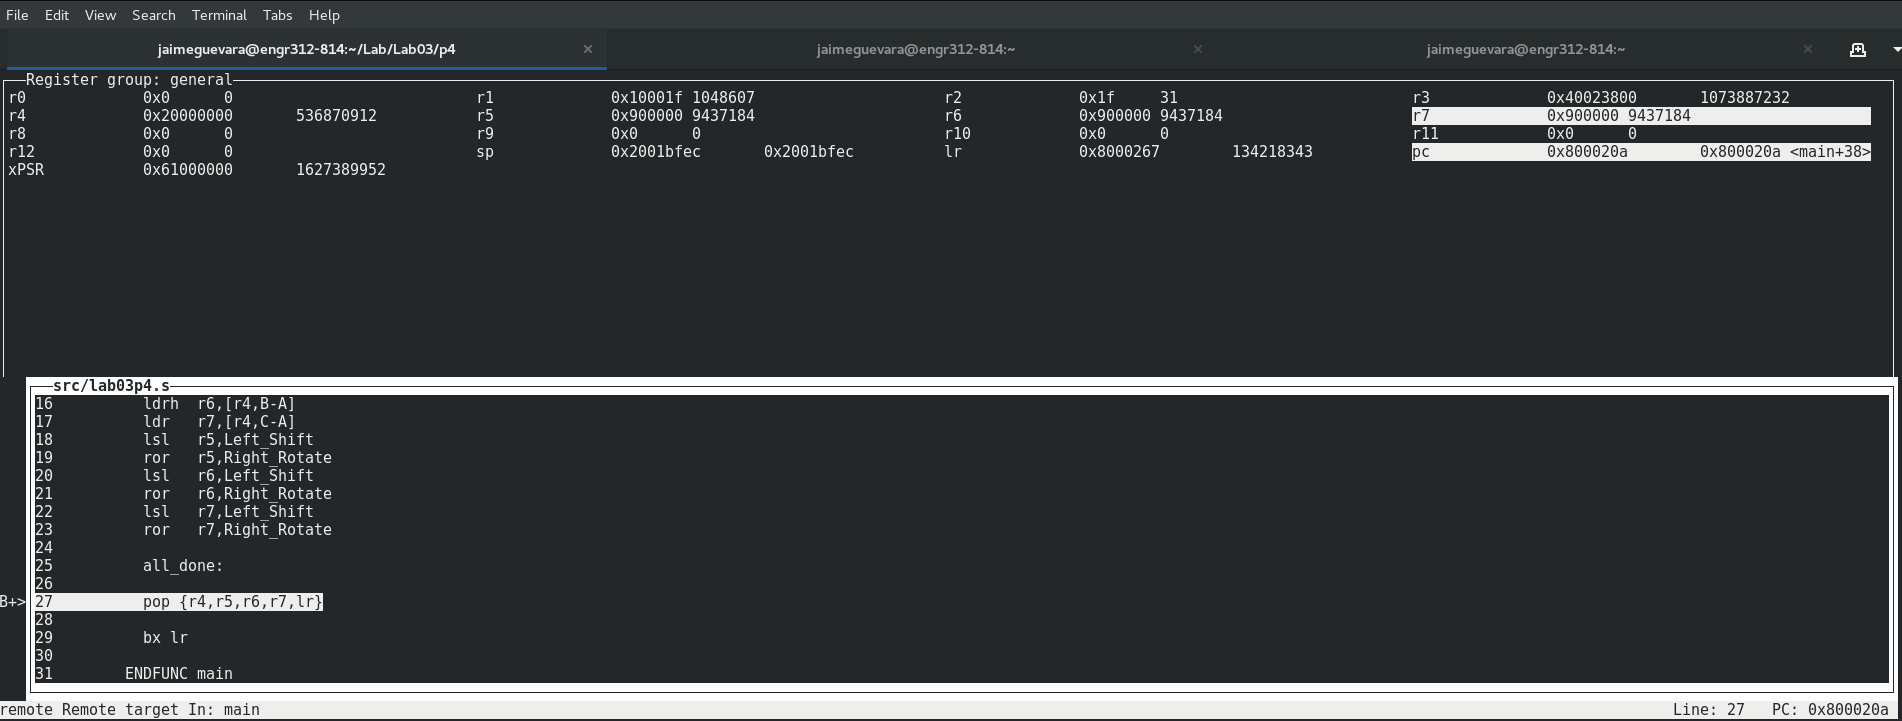 File Edit View Search Terminal Tabs Help
jaimeguevara@engr312-814:~/Lab/Lab03/p4 × jaimeguevara@engr312-814:~ × jaimeguevara@engr312-814:~ ×
Register group: general
r0 0x0 0 r1 0x10001f 1048607 r2 0x1f 31 r3 0x40023800 1073887232
r4 0x20000000 536870912 r5 0x900000 9437184 r6 0x900000 9437184 r7 0x900000 9437184
r8 0x0 0 r9 0x0 0 r10 0x0 0 r11 0x0 0
r12 0x0 0 sp 0x2001bfec 0x2001bfec lr 0x8000267 134218343 pc 0x800020a 0x800020a <main+38>
xPSR 0x61000000 1627389952
src/lab03p4.s
16 ldrh r6,[r4,B-A]
17 ldr r7,[r4,C-A]
18 lsl r5,Left_Shift
19 ror r5,Right_Rotate
20 lsl r6,Left_Shift
21 ror r6,Right_Rotate
22 lsl r7,Left_Shift
23 ror r7,Right_Rotate
24
25 all_done:
26
B+> 27 pop {r4,r5,r6,r7,lr}
28
29 bx lr
30
31 ENDFUNC main
remote Remote target In: main Line: 27 PC: 0x800020a